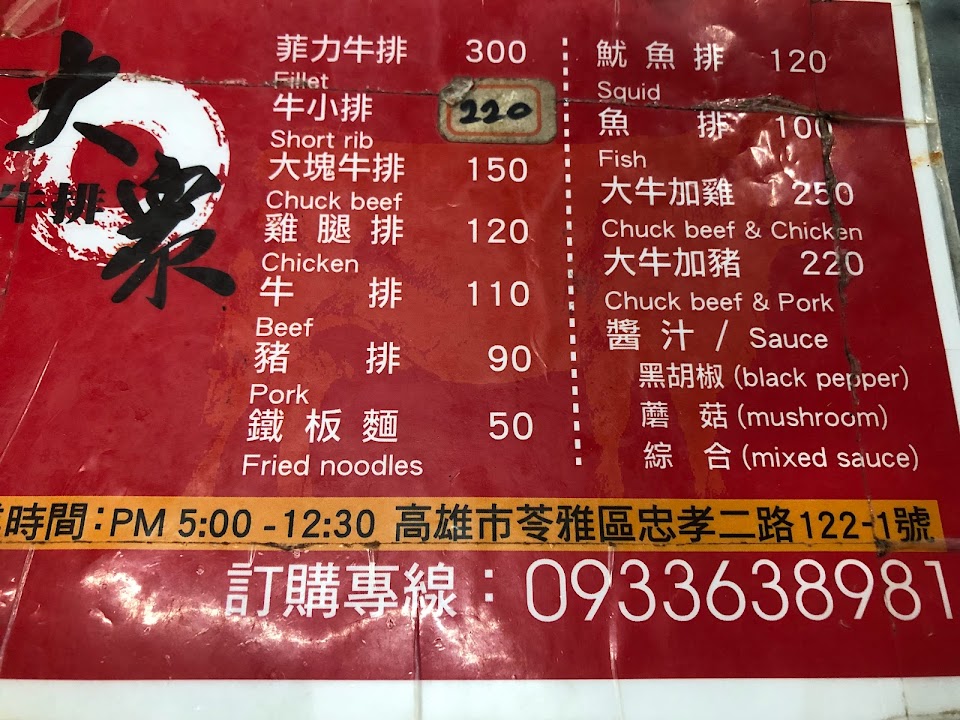 大衆
牛排
菲力牛排 300
Fillet
牛小排 220
Short rib
大塊牛排 150
Chuck beef
雞腿排 120
Chicken
牛排 110
Beef
豬排 90
Pork
鐵板麵 50
Fried noodles
魷魚排 120
Squid
魚排 100
Fish
大牛加雞 250
Chuck beef & Chicken
大牛加豬 220
Chuck beef & Pork
醬汁 / Sauce
黑胡椒 (black pepper)
蘑菇 (mushroom)
綜合 (mixed sauce)
時間:PM 5:00 -12:30 高雄市苓雅區忠孝二路122-1號
訂購專線:0933638981